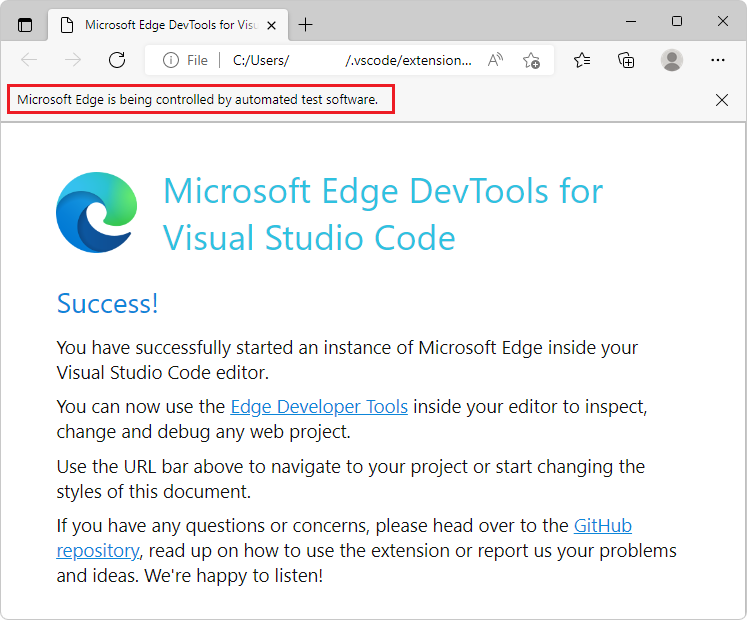 Microsoft Edge DevTools for Visu
File C:/Users/ /.vscode/extension...
Microsoft Edge is being controlled by automated test software.
Microsoft Edge DevTools for
Visual Studio Code
Success!
You have successfully started an instance of Microsoft Edge inside your
Visual Studio Code editor.
You can now use the Edge Developer Tools inside your editor to inspect,
change and debug any web project.
Use the URL bar above to navigate to your project or start changing the
styles of this document.
If you have any questions or concerns, please head over to the GitHub
repository, read up on how to use the extension or report us your problems
and ideas. We're happy to listen!